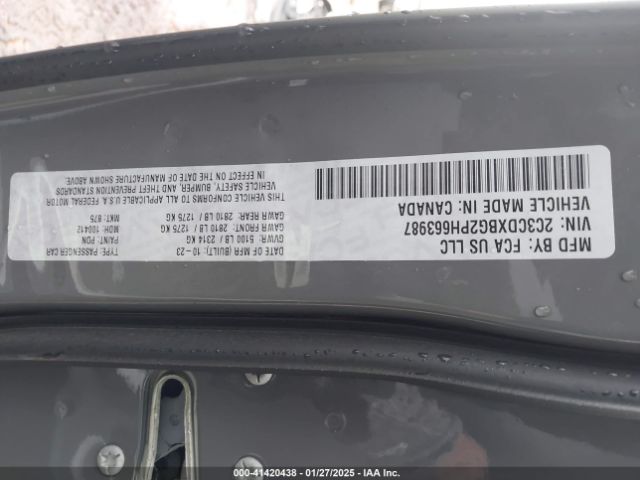 MFD BY: FCA US LLC
VIN: 2C3CDXBG2PH663987
VEHICLE MADE IN: CANADA
DATE OF MFR (BUILT): 10-23
GVWR: 5100 LB / 2314 KG
GAWR FRONT: 2810 LB / 1275 KG
GAWR REAR: 2810 LB / 1275 KG
TYPE: PASSENGER CAR
PAINT: PDN
MDH: 100412
MKT: 875
THIS VEHICLE CONFORMS TO ALL APPLICABLE U.S.A. FEDERAL MOTOR
VEHICLE SAFETY, BUMPER, AND THEFT PREVENTION STANDARDS
IN EFFECT ON THE DATE OF MANUFACTURE SHOWN ABOVE.
00-41420438 - 01/27/2025 - IAA Inc.